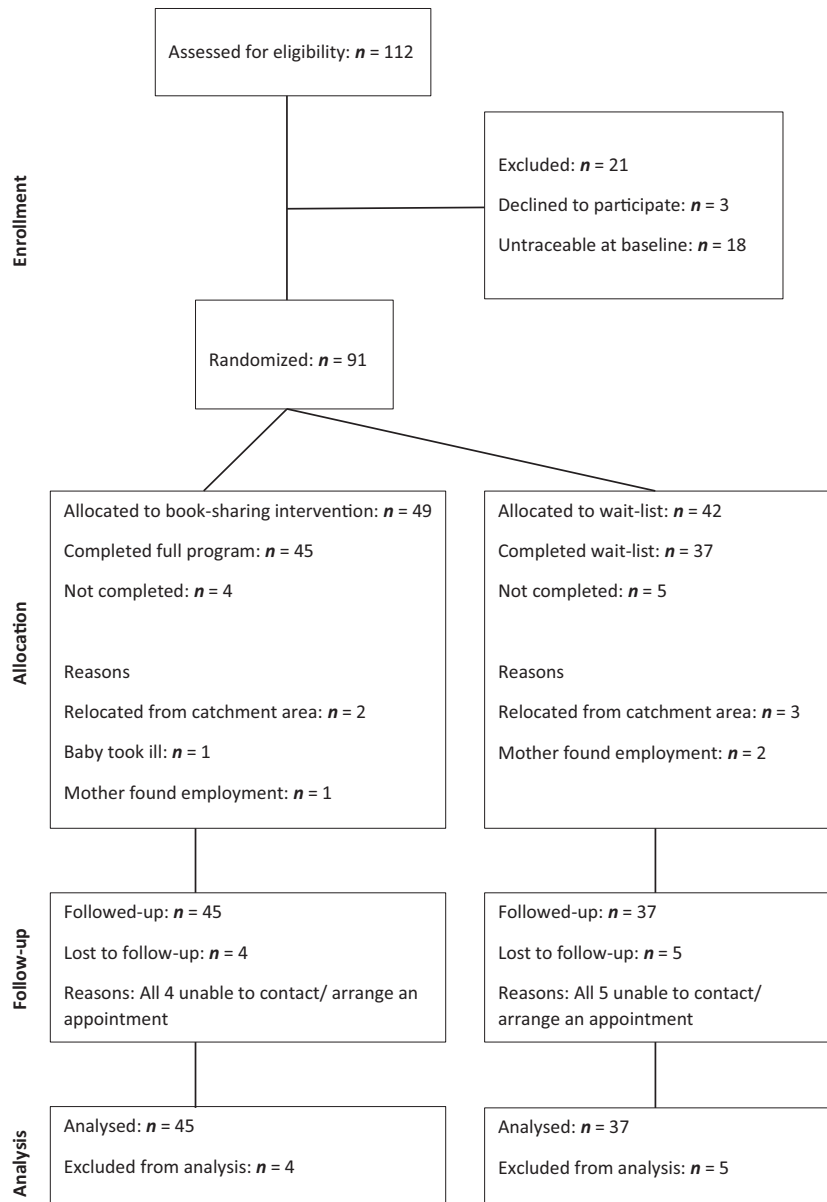 Enrollment
Assessed for eligibility: n = 112
Excluded: n = 21
Declined to participate: n = 3
Untraceable at baseline: n = 18
Randomized: n = 91
Allocation
Allocated to book-sharing intervention: n = 49
Completed full program: n = 45
Not completed: n = 4
Reasons
Relocated from catchment area: n = 2
Baby took ill: n = 1
Mother found employment: n = 1
Allocated to wait-list: n = 42
Completed wait-list: n = 37
Not completed: n = 5
Reasons
Relocated from catchment area: n = 3
Mother found employment: n = 2
Follow-up
Followed-up: n = 45
Lost to follow-up: n = 4
Reasons: All 4 unable to contact/ arrange an
appointment
Followed-up: n = 37
Lost to follow-up: n = 5
Reasons: All 5 unable to contact/
arrange an appointment
Analysis
Analysed: n = 45
Excluded from analysis: n = 4
Analysed: n = 37
Excluded from analysis: n = 5